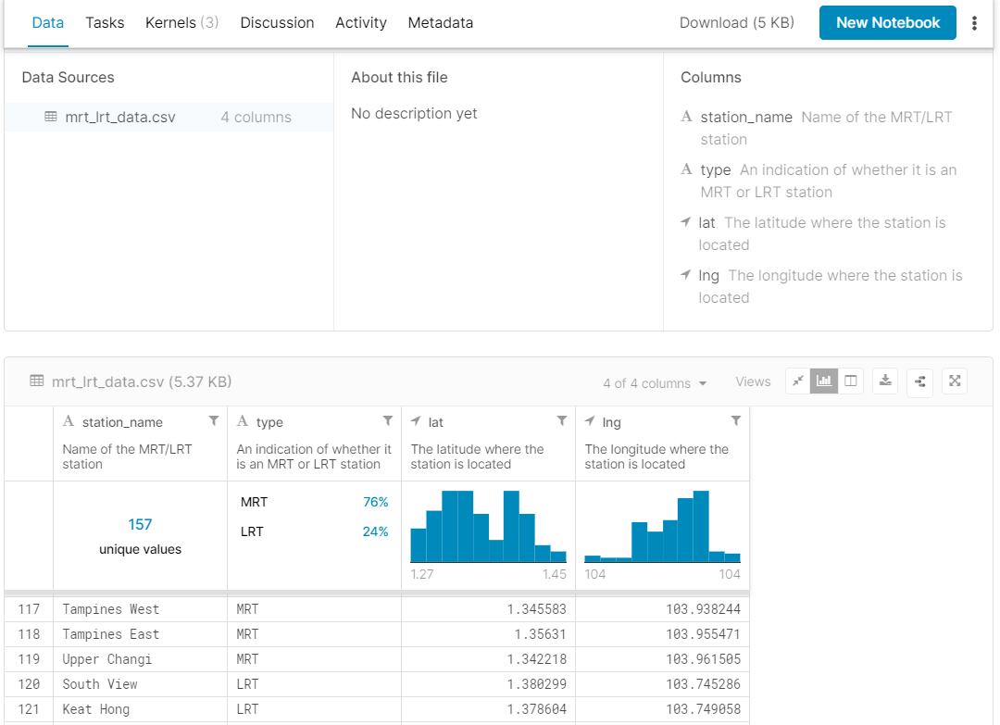 Data Tasks Kernels (3) Discussion Activity Metadata Download (5 KB) New Notebook
Data Sources
mrt_lrt_data.csv 4 columns
About this file
No description yet
Columns
A station_name Name of the MRT/LRT
station
A type An indication of whether it is an
MRT or LRT station
lat The latitude where the station is
located
lng The longitude where the station is
located
mrt_lrt_data.csv (5.37 KB) 4 of 4 columns Views
A station_name
Name of the MRT/LRT
station
A type
An indication of whether it
is an MRT or LRT station
lat
The latitude where the
station is located
lng
The longitude where the
station is located
157
unique values
MRT 76%
LRT 24%
1.27 1.45
104 104
117 Tampines West MRT 1.345583 103.938244
118 Tampines East MRT 1.35631 103.955471
119 Upper Changi MRT 1.342218 103.961505
120 South View LRT 1.380299 103.745286
121 Keat Hong LRT 1.378604 103.749058